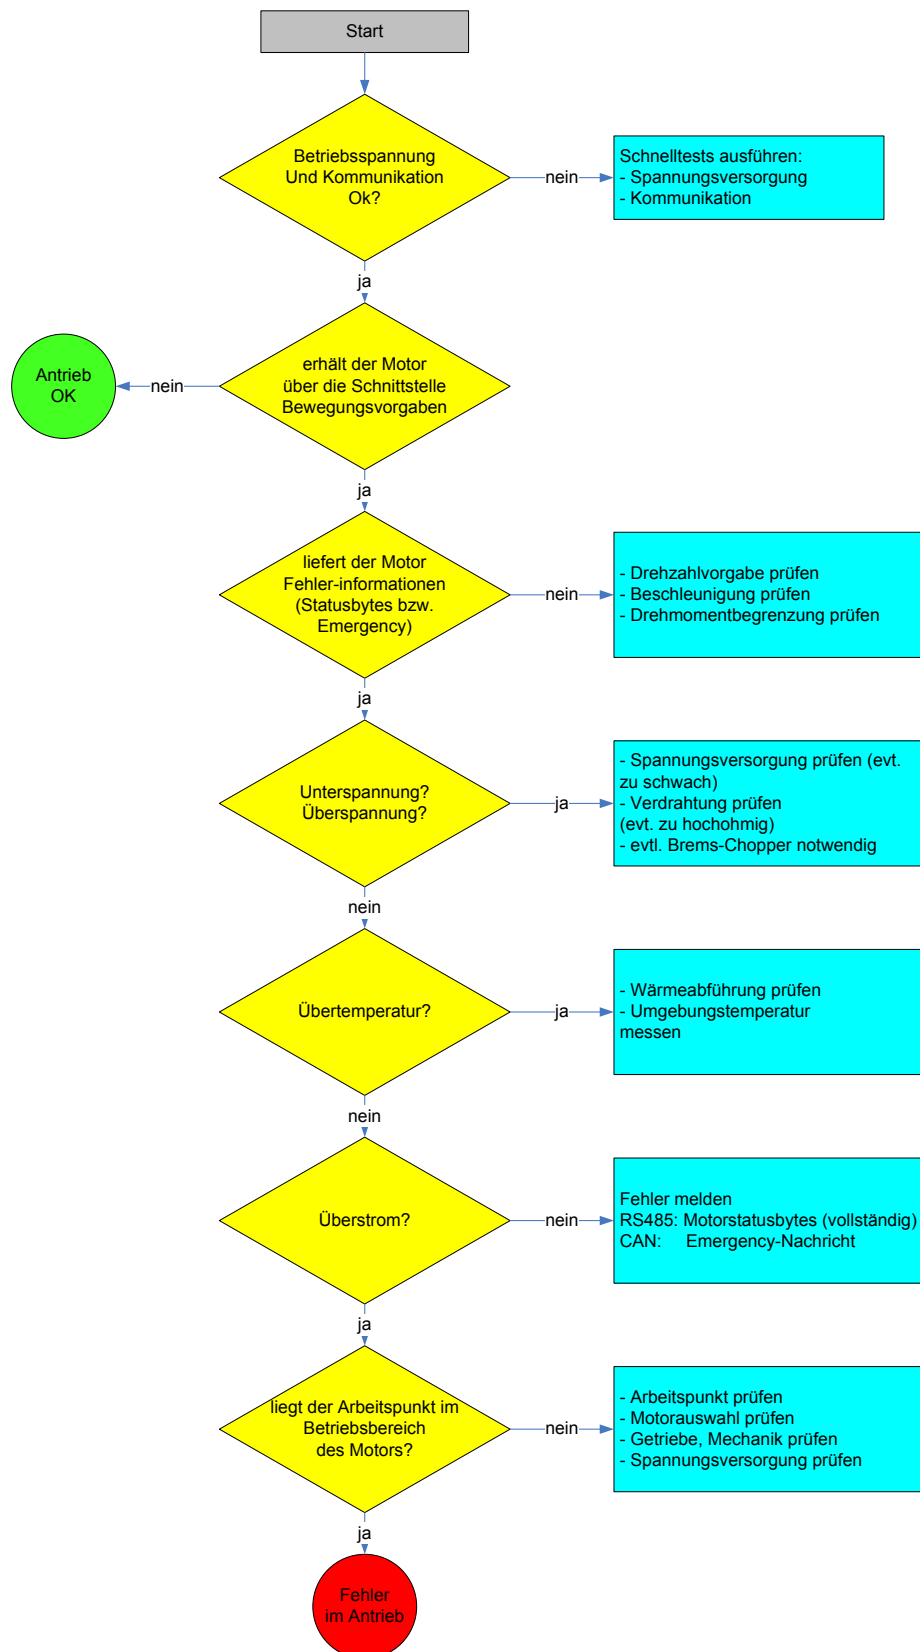 Start
Betriebsspannung
Und Kommunikation
Ok?
nein
Schnelltests ausführen:
- Spannungsversorgung
- Kommunikation
ja
erhält der Motor
über die Schnittstelle
Bewegungsvorgaben
nein
Antrieb
OK
ja
liefert der Motor
Fehler-informationen
(Statusbytes bzw.
Emergency)
nein
- Drehzahlvorgabe prüfen
- Beschleunigung prüfen
- Drehmomentbegrenzung prüfen
ja
Unterspannung?
Überspannung?
ja
- Spannungsversorgung prüfen (evt.
zu schwach)
- Verdrahtung prüfen
(evt. zu hochohmig)
- evtl. Brems-Chopper notwendig
nein
Übertemperatur?
ja
- Wärmeabführung prüfen
- Umgebungstemperatur
messen
nein
Überstrom?
nein
Fehler melden
RS485: Motorstatusbytes (vollständig)
CAN: Emergency-Nachricht
ja
liegt der Arbeitspunkt im
Betriebsbereich
des Motors?
nein
- Arbeitspunkt prüfen
- Motorauswahl prüfen
- Getriebe, Mechanik prüfen
- Spannungsversorgung prüfen
ja
Fehler
im Antrieb